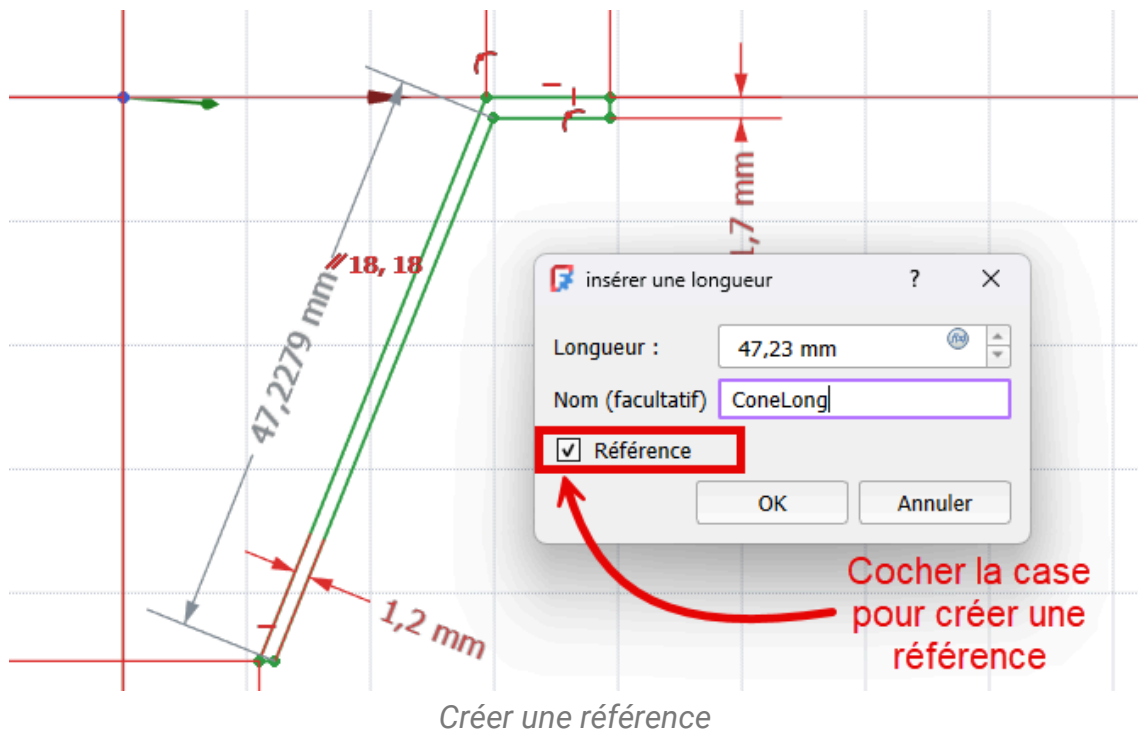 18, 18
47,2279 mm
1,7 mm
1,2 mm
insérer une longueur ?
Longueur : 47,23 mm
Nom (facultatif) ConeLong
Référence
OK Annuler
Cocher la case
pour créer une
référence
Créer une référence